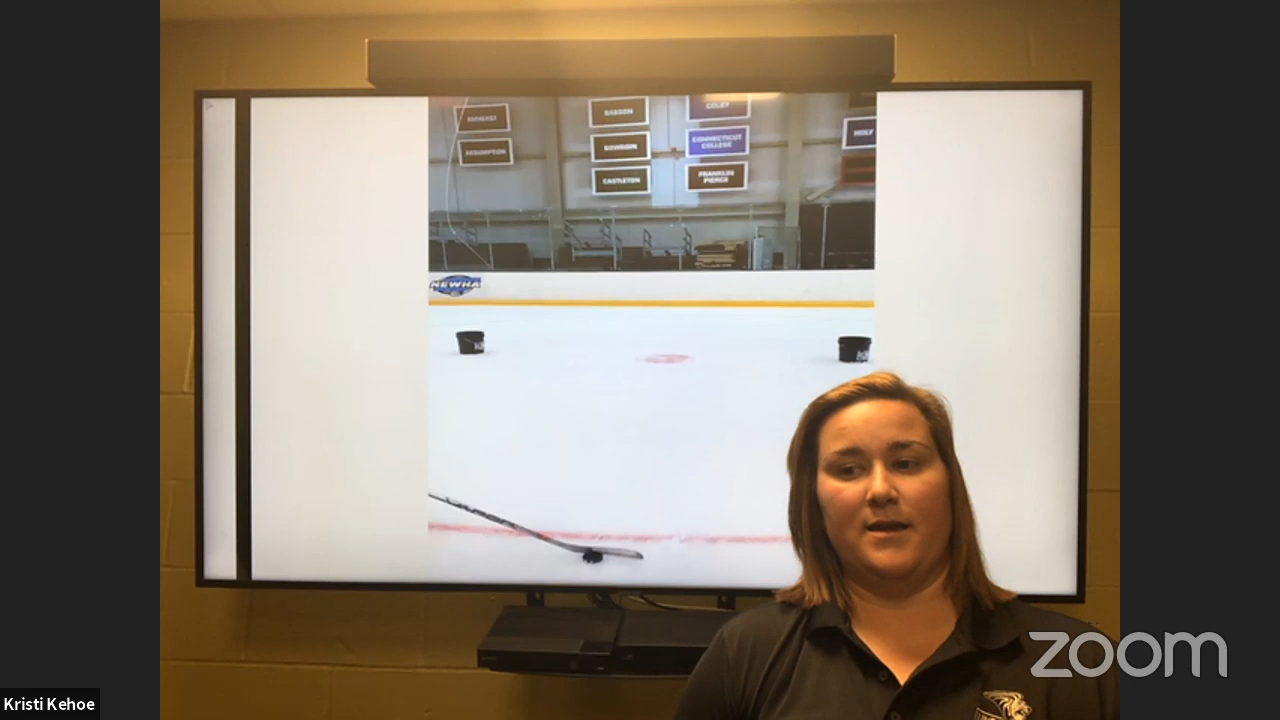 BABSON
COLBY
ASSUMPTION
BOWDOIN
CONNECTICUT
COLLEGE
HOLY
CASTLETON
FRANKLIN
PIERCE
NEWHA
zoom
Kristi Kehoe